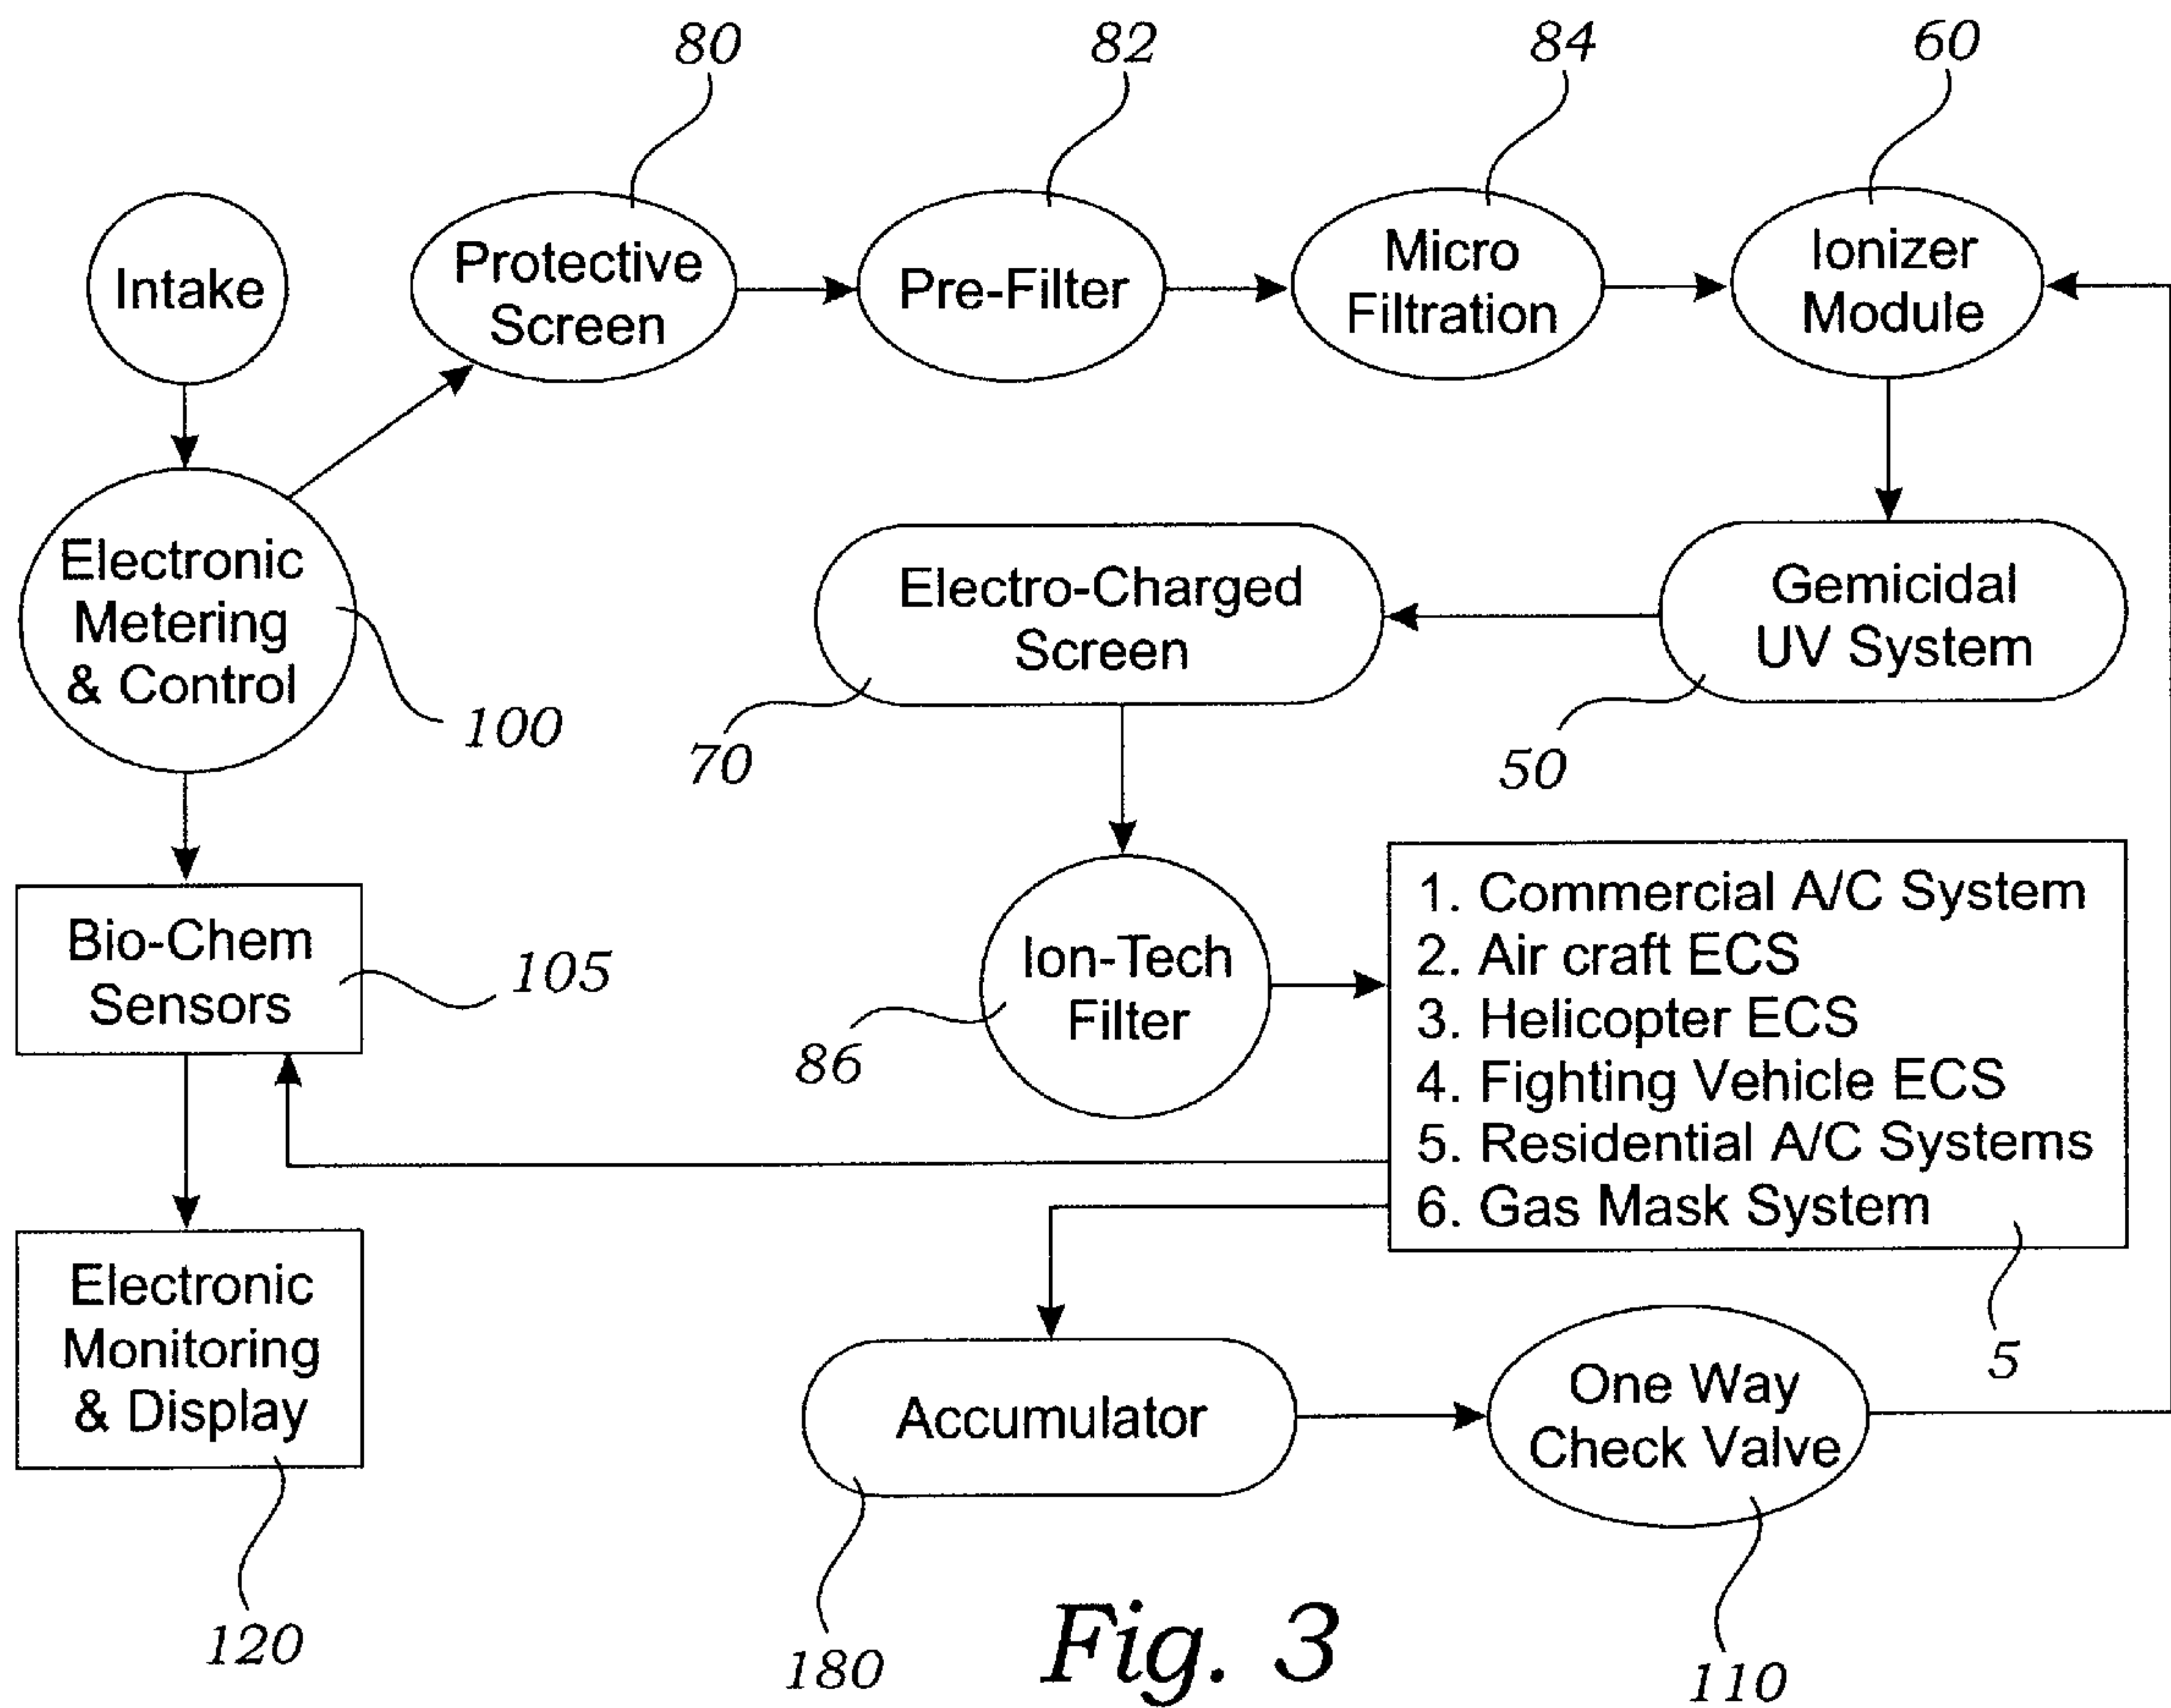 80
82
84
60
Intake
Protective
Screen
Pre-Filter
Micro
Filtration
Ionizer
Module
Electronic
Metering
& Control
100
Electro-Charged
Screen
70
Gemicidal
UV System
50
Bio-Chem
Sensors
105
Ion-Tech
Filter
86
1. Commercial A/C System
2. Air craft ECS
3. Helicopter ECS
4. Fighting Vehicle ECS
5. Residential A/C Systems
6. Gas Mask System
5
Electronic
Monitoring
& Display
120
Accumulator
180
One Way
Check Valve
110
Fig. 3